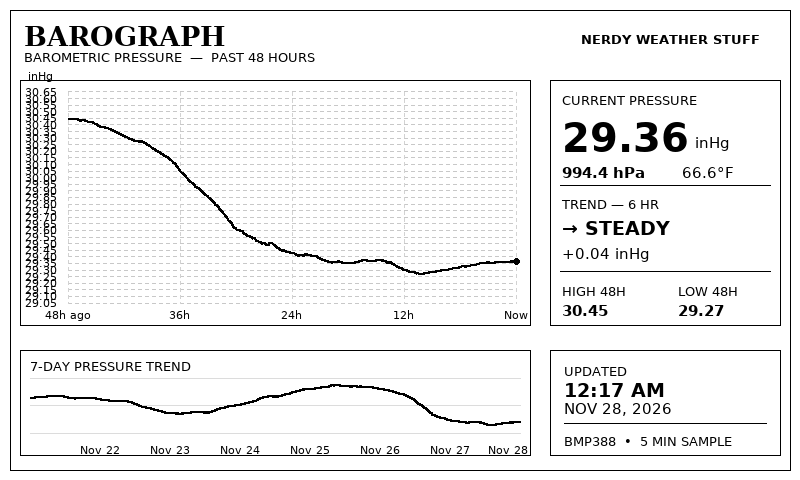 BAROGRAPH
BAROMETRIC PRESSURE — PAST 48 HOURS
NERDY WEATHER STUFF
inHg
30.65
30.60
30.55
30.50
30.45
30.40
30.35
30.30
30.25
30.20
30.15
30.10
30.05
30.00
29.95
29.90
29.85
29.80
29.75
29.70
29.65
29.60
29.55
29.50
29.45
29.40
29.35
29.30
29.25
29.20
29.15
29.10
29.05
48h ago 36h 24h 12h Now
CURRENT PRESSURE
29.36 inHg
994.4 hPa 66.6°F
TREND — 6 HR
→ STEADY
+0.04 inHg
HIGH 48H LOW 48H
30.45 29.27
7-DAY PRESSURE TREND
Nov 22 Nov 23 Nov 24 Nov 25 Nov 26 Nov 27 Nov 28
UPDATED
12:17 AM
NOV 28, 2026
BMP388 • 5 MIN SAMPLE